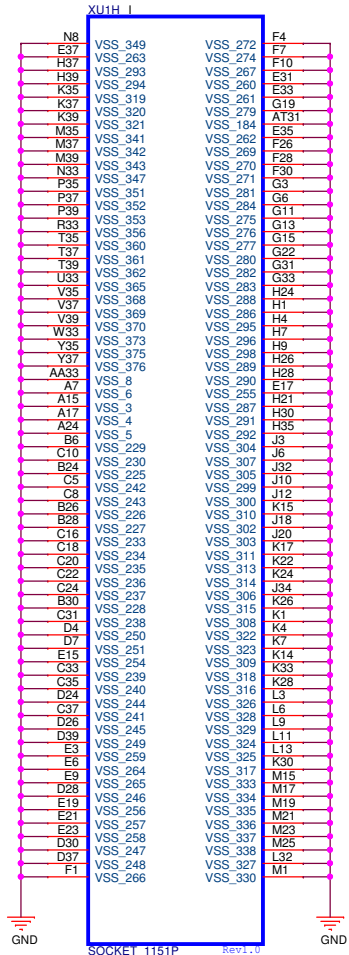 XU1H I
N8 VSS_349 VSS_272 F4
E37 VSS_263 VSS_274 F7
H37 VSS_293 VSS_267 F10
H39 VSS_294 VSS_260 E31
K35 VSS_319 VSS_261 E33
K37 VSS_320 VSS_279 G19
K39 VSS_321 VSS_184 AT31
M35 VSS_341 VSS_262 E35
M37 VSS_342 VSS_269 F26
M39 VSS_343 VSS_270 F28
N33 VSS_347 VSS_271 F30
P35 VSS_351 VSS_281 G3
P37 VSS_352 VSS_284 G6
P39 VSS_353 VSS_275 G11
R33 VSS_356 VSS_276 G13
T35 VSS_360 VSS_277 G15
T37 VSS_361 VSS_280 G22
T39 VSS_362 VSS_282 G31
U33 VSS_365 VSS_283 G33
V35 VSS_368 VSS_288 H24
V37 VSS_369 VSS_286 H1
V39 VSS_370 VSS_295 H4
W33 VSS_373 VSS_296 H7
Y35 VSS_375 VSS_298 H9
Y37 VSS_376 VSS_289 H26
AA33 VSS_8 VSS_290 H28
A7 VSS_6 VSS_255 E17
A15 VSS_3 VSS_287 H21
A17 VSS_4 VSS_291 H30
A24 VSS_5 VSS_292 H35
B6 VSS_229 VSS_304 J3
C10 VSS_230 VSS_307 J6
B24 VSS_225 VSS_305 J32
C5 VSS_242 VSS_299 J10
C8 VSS_243 VSS_300 J12
B26 VSS_226 VSS_310 K15
B28 VSS_227 VSS_302 J18
C16 VSS_233 VSS_303 J20
C18 VSS_234 VSS_311 K17
C20 VSS_235 VSS_313 K22
C22 VSS_236 VSS_314 K24
C24 VSS_237 VSS_306 J34
B30 VSS_228 VSS_315 K26
C31 VSS_238 VSS_308 K1
D4 VSS_250 VSS_322 K4
D7 VSS_251 VSS_323 K7
E15 VSS_254 VSS_309 K14
C33 VSS_239 VSS_318 K33
C35 VSS_240 VSS_316 K28
D24 VSS_244 VSS_326 L3
C37 VSS_241 VSS_328 L6
D26 VSS_245 VSS_329 L9
D39 VSS_249 VSS_324 L11
E3 VSS_259 VSS_325 L13
E6 VSS_264 VSS_317 K30
E9 VSS_265 VSS_333 M15
D28 VSS_246 VSS_334 M17
E19 VSS_256 VSS_335 M19
E21 VSS_257 VSS_336 M21
E23 VSS_258 VSS_337 M23
D30 VSS_247 VSS_338 M25
D37 VSS_248 VSS_327 L32
F1 VSS_266 VSS_330 M1
GND GND
SOCKET_1151P Rev1.0